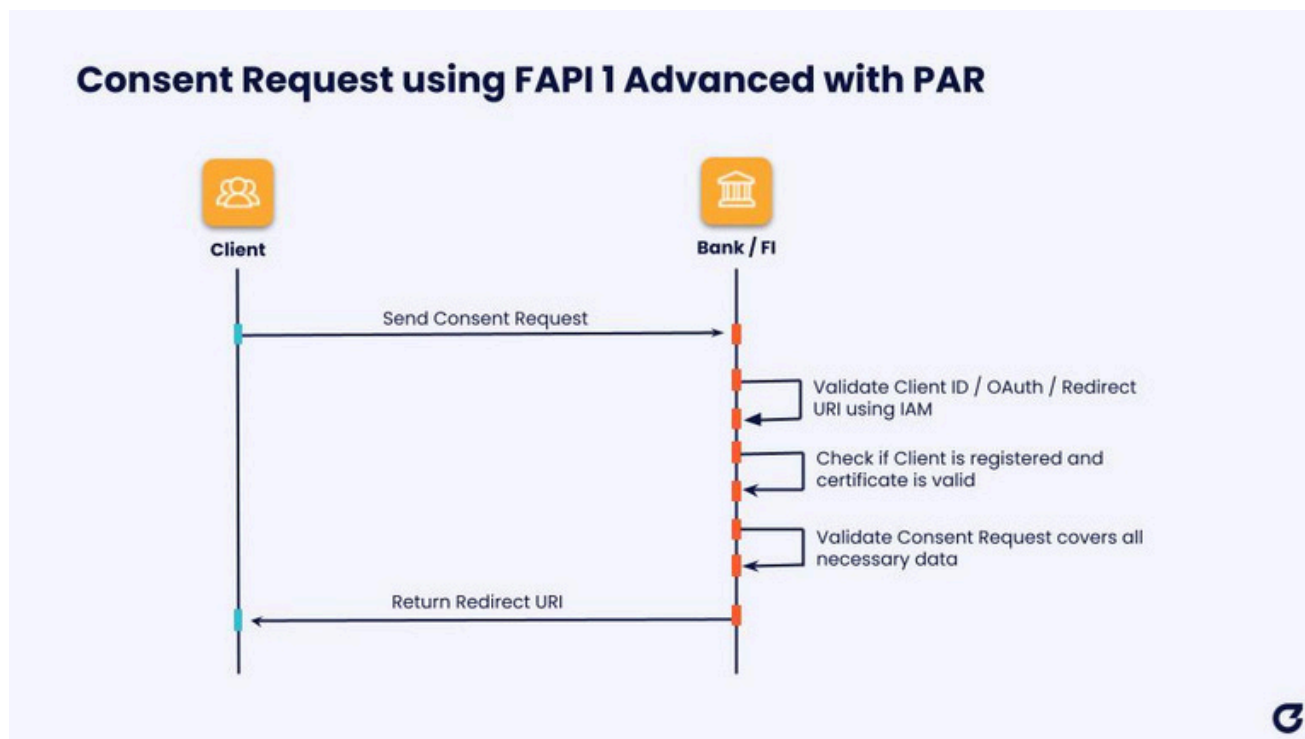 Consent Request using FAPI 1 Advanced with PAR
Client
Bank / FI
Send Consent Request
Validate Client ID / OAuth / Redirect
URI using IAM
Check if Client is registered and
certificate is valid
Validate Consent Request covers all
necessary data
Return Redirect URI